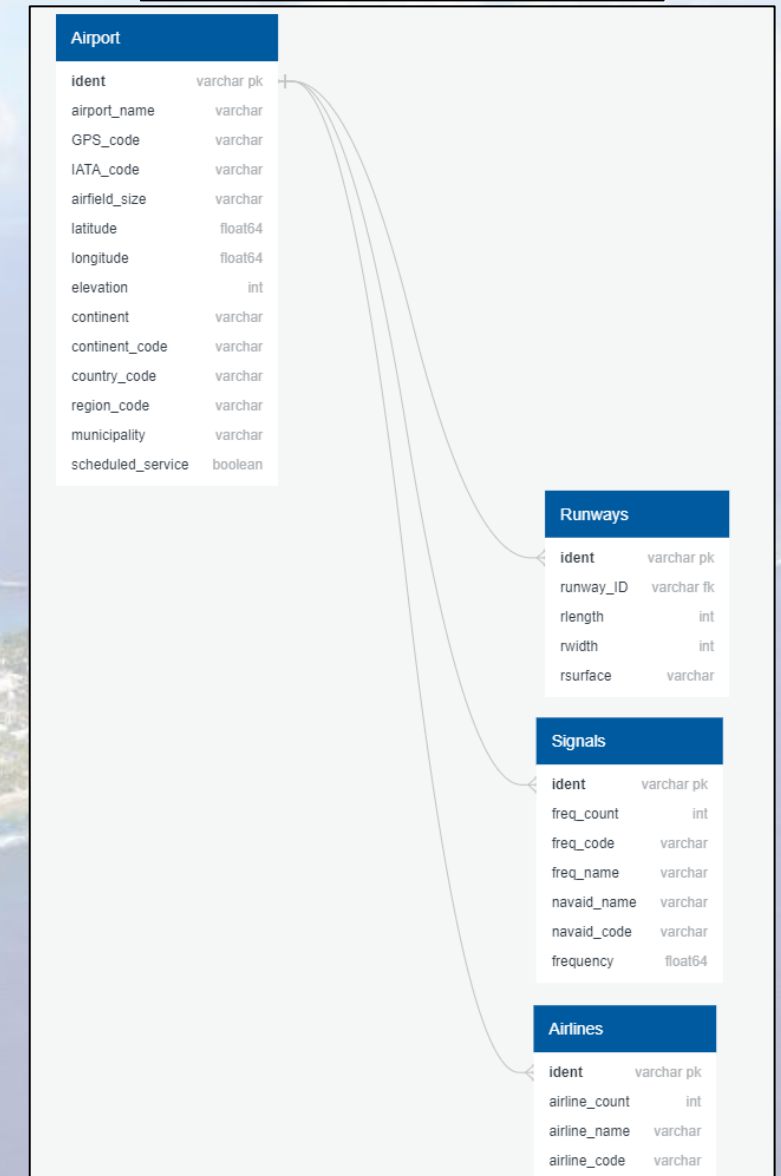 Airport
ident varchar pk
airport_name varchar
GPS_code varchar
IATA_code varchar
airfield_size varchar
latitude float64
longitude float64
elevation int
continent varchar
continent_code varchar
country_code varchar
region_code varchar
municipality varchar
scheduled_service boolean
Runways
ident varchar pk
runway_ID varchar fk
rlength int
rwidth int
rsurface varchar
Signals
ident varchar pk
freq_count int
freq_code varchar
freq_name varchar
navaid_name varchar
navaid_code varchar
frequency float64
Airlines
ident varchar pk
airline_count int
airline_name varchar
airline_code varchar